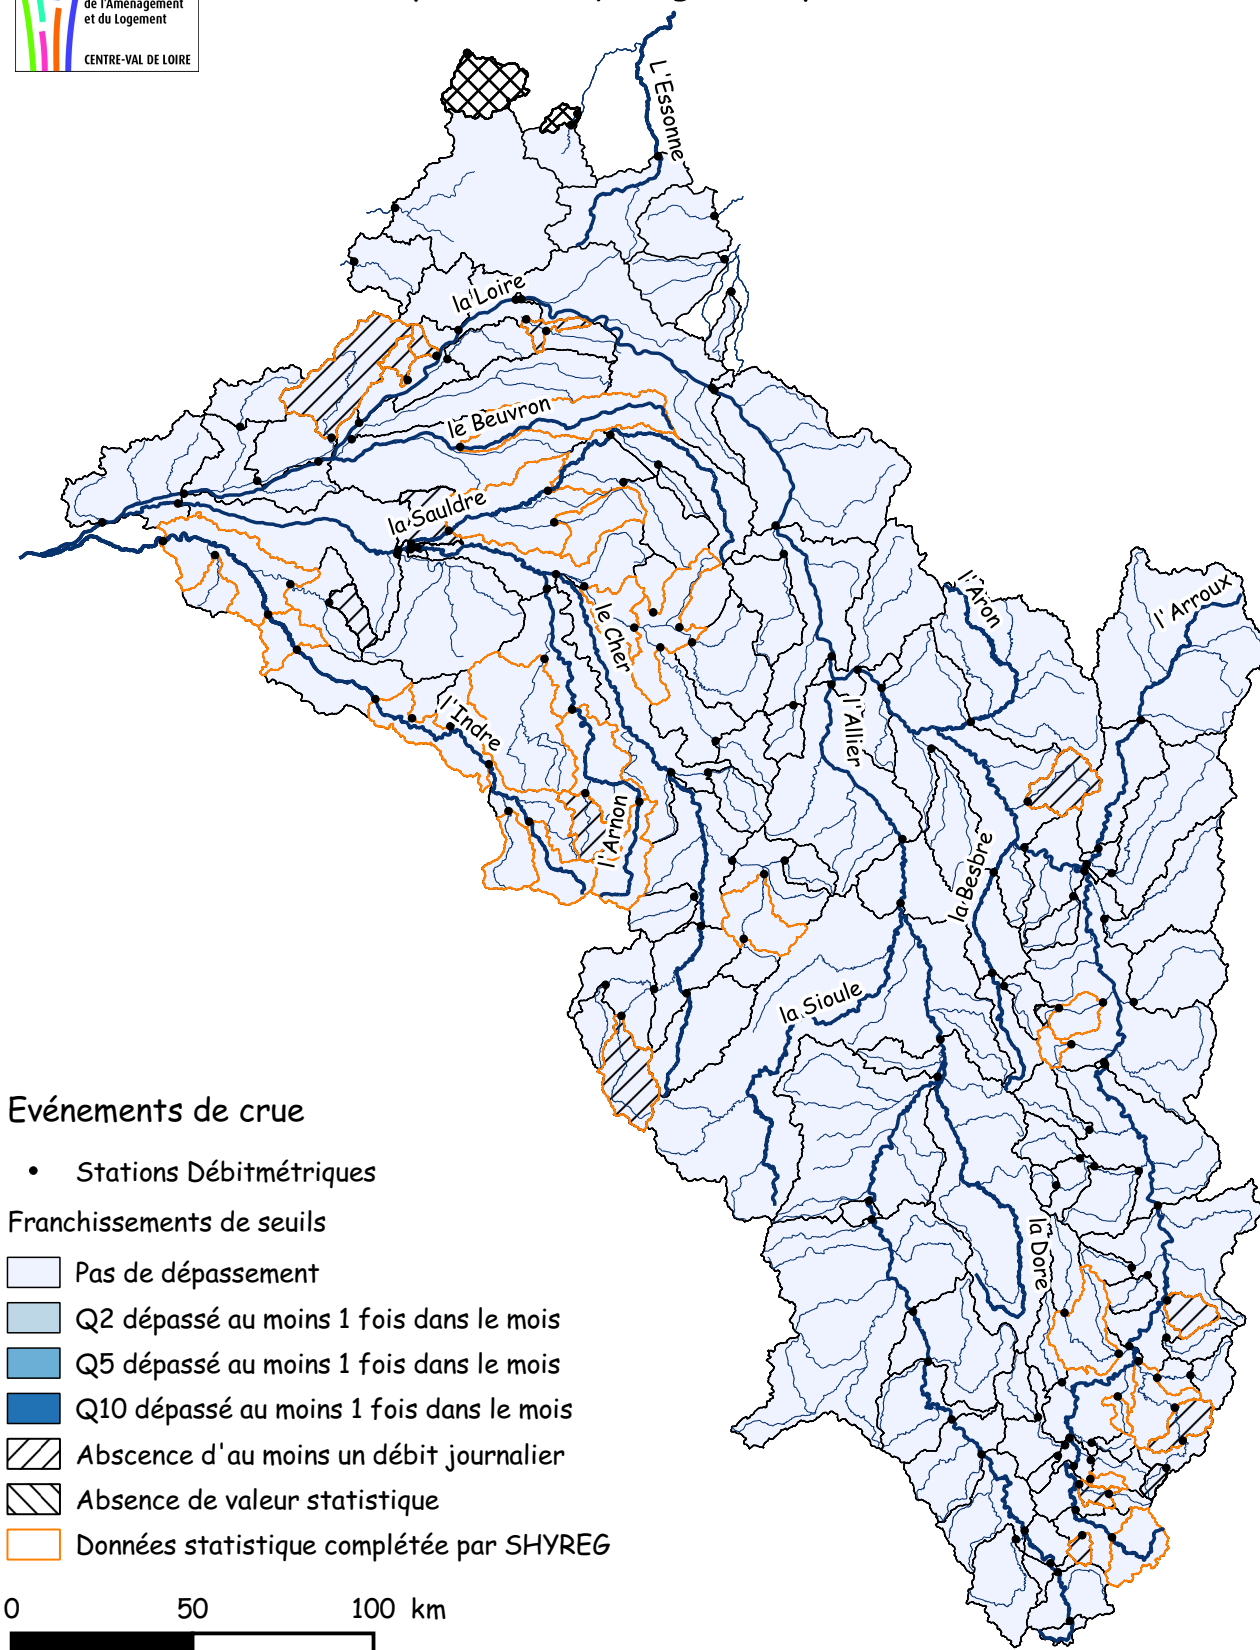 de l'Aménagement
et du Logement
CENTRE-VAL DE LOIRE
L'Essonne
la Loire
le Beuvron
la Sauldre
l'Aron
l'Arroux
le Cher
l'Allier
l'Indre
l'Arnon
la Besbre
la Sioule
la Dore
Evénements de crue
Stations Débitmétriques
Franchissements de seuils
Pas de dépassement
Q2 dépassé au moins 1 fois dans le mois
Q5 dépassé au moins 1 fois dans le mois
Q10 dépassé au moins 1 fois dans le mois
Abscence d'au moins un débit journalier
Absence de valeur statistique
Données statistique complétée par SHYREG
0 50 100 km